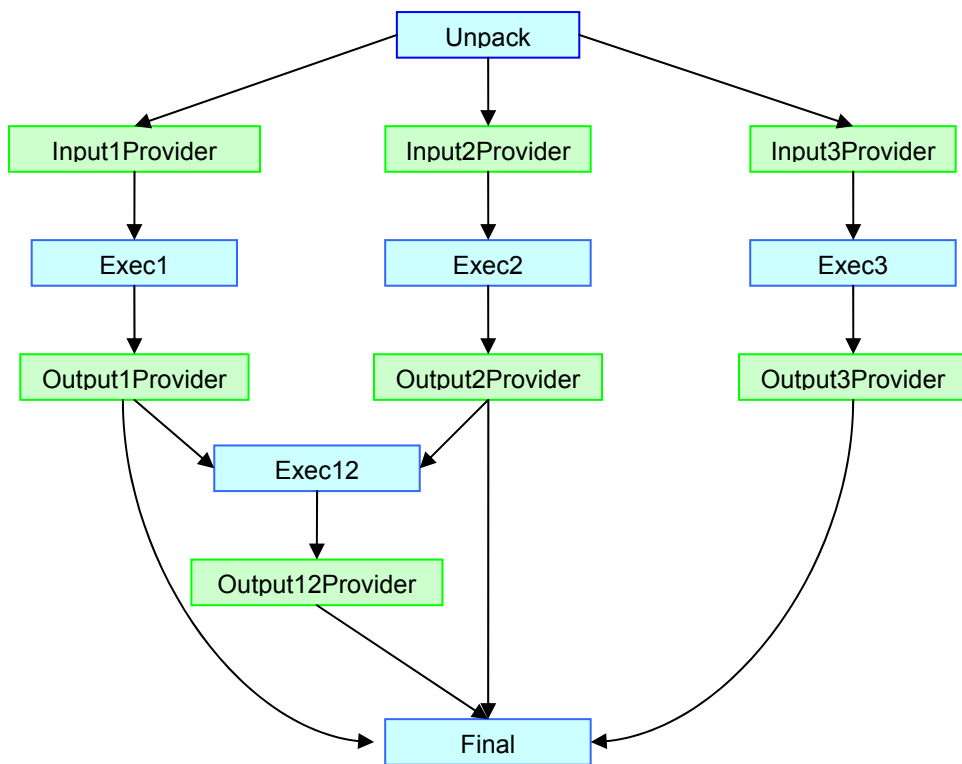 Unpack
Input1Provider
Input2Provider
Input3Provider
Exec1
Exec2
Exec3
Output1Provider
Output2Provider
Output3Provider
Exec12
Output12Provider
Final